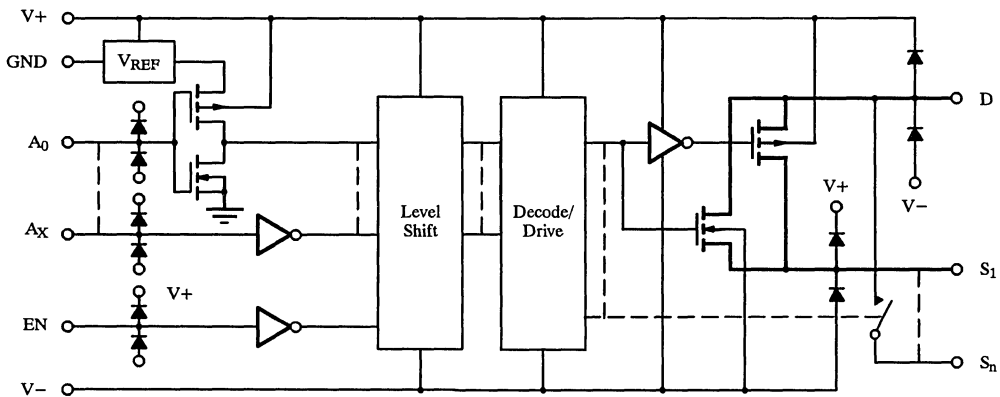 V+
GND
VREF
A0
AX
V+
EN
V−
Level
Shift
Decode/
Drive
D
V−
V+
S1
Sn